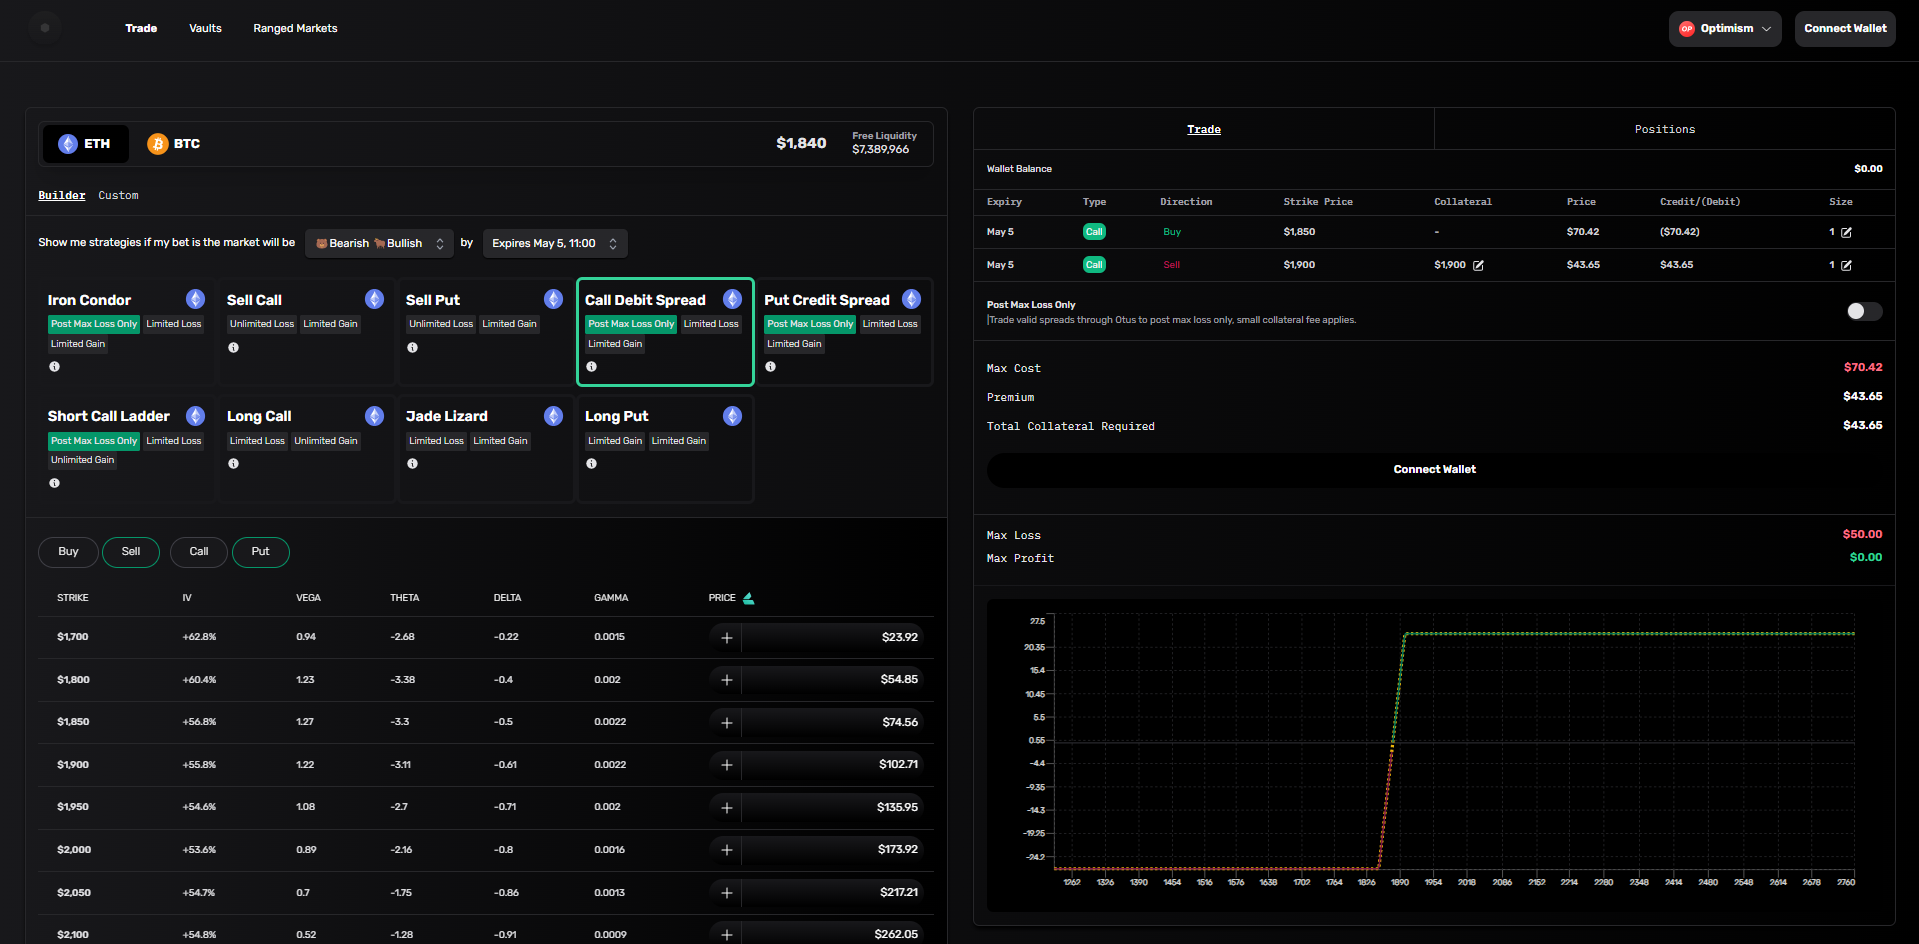 Trade Vaults Ranged Markets
OP Optimism Connect Wallet
ETH BTC $1,840 Free Liquidity
$7,389,966
Builder Custom
Show me strategies if my bet is the market will be 🐻Bearish 🐂Bullish by Expires May 5, 11:00
Iron Condor
Post Max Loss Only Limited Loss
Limited Gain
Sell Call
Unlimited Loss Limited Gain
Sell Put
Unlimited Loss Limited Gain
Call Debit Spread
Post Max Loss Only Limited Loss
Limited Gain
Put Credit Spread
Post Max Loss Only Limited Loss
Limited Gain
Short Call Ladder
Post Max Loss Only Limited Loss
Unlimited Gain
Long Call
Limited Loss Unlimited Gain
Jade Lizard
Limited Loss Limited Gain
Long Put
Limited Gain Limited Gain
Buy Sell Call Put
STRIKE IV VEGA THETA DELTA GAMMA PRICE
$1,700 +62.8% 0.94 -2.68 -0.22 0.0015 + $23.92
$1,800 +60.4% 1.23 -3.38 -0.4 0.002 + $54.85
$1,850 +56.8% 1.27 -3.3 -0.5 0.0022 + $74.56
$1,900 +55.8% 1.22 -3.11 -0.61 0.0022 + $102.71
$1,950 +54.6% 1.08 -2.7 -0.71 0.002 + $135.95
$2,000 +53.6% 0.89 -2.16 -0.8 0.0016 + $173.92
$2,050 +54.7% 0.7 -1.75 -0.86 0.0013 + $217.21
$2,100 +54.8% 0.52 -1.28 -0.91 0.0009 + $262.05
Trade Positions
Wallet Balance $0.00
Expiry Type Direction Strike Price Collateral Price Credit/(Debit) Size
May 5 Call Buy $1,850 - $70.42 ($70.42) 1
May 5 Call Sell $1,900 $1,900 $43.65 $43.65 1
Post Max Loss Only
Trade valid spreads through Otus to post max loss only, small collateral fee applies.
Max Cost $70.42
Premium $43.65
Total Collateral Required $43.65
Connect Wallet
Max Loss $50.00
Max Profit $0.00
27.5
20.35
15.4
10.45
5.5
0.55
-4.4
-9.35
-14.3
-19.25
-24.2
1262 1326 1390 1454 1516 1576 1638 1702 1764 1826 1890 1954 2018 2086 2152 2214 2280 2348 2414 2480 2548 2614 2678 2760